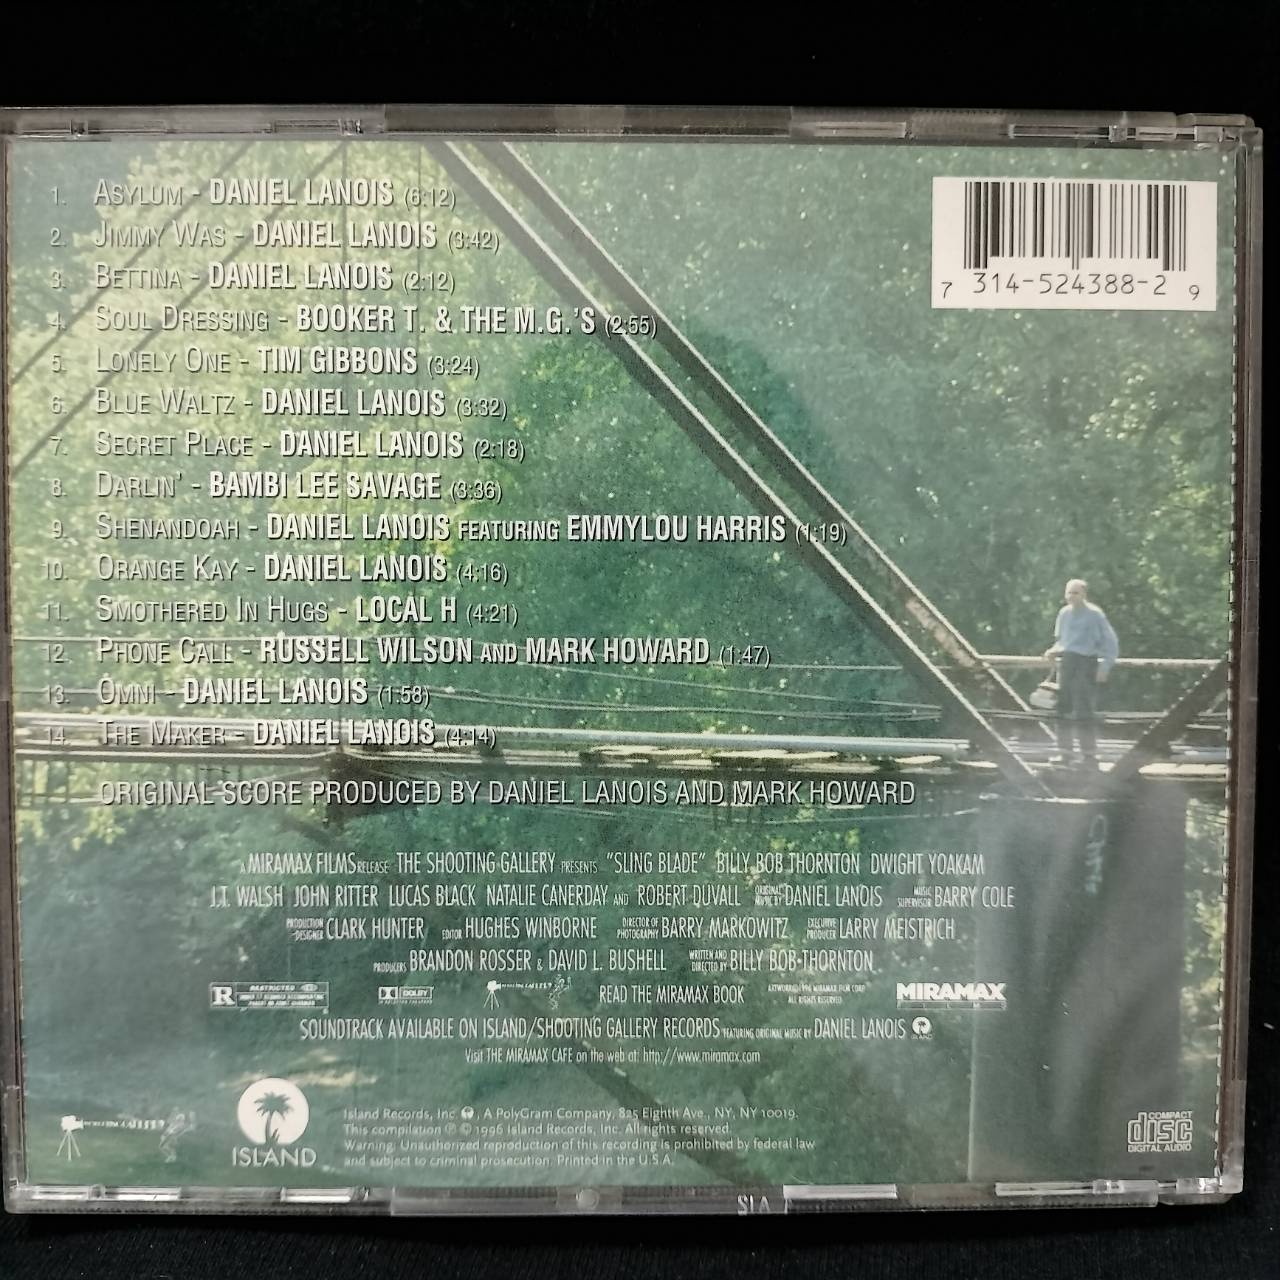 1. ASYLUM - DANIEL LANOIS (6:12)
2. JIMMY WAS - DANIEL LANOIS (3:42)
3. BETTINA - DANIEL LANOIS (2:12)
4. SOUL DRESSING - BOOKER T. & THE M.G.'S (2:55)
5. LONELY ONE - TIM GIBBONS (3:24)
6. BLUE WALTZ - DANIEL LANOIS (3:32)
7. SECRET PLACE - DANIEL LANOIS (2:18)
8. DARLIN' - BAMBI LEE SAVAGE (3:36)
9. SHENANDOAH - DANIEL LANOIS FEATURING EMMYLOU HARRIS (1:19)
10. ORANGE KAY - DANIEL LANOIS (4:16)
11. SMOTHERED IN HUGS - LOCAL H (4:21)
12. PHONE CALL - RUSSELL WILSON AND MARK HOWARD (1:47)
13. OMNI - DANIEL LANOIS (1:58)
14. THE MAKER - DANIEL LANOIS (4:14)
7 314-524388-2 9
ORIGINAL SCORE PRODUCED BY DANIEL LANOIS AND MARK HOWARD
A MIRAMAX FILMS RELEASE THE SHOOTING GALLERY PRESENTS "SLING BLADE" BILLY BOB THORNTON DWIGHT YOAKAM
J.T. WALSH JOHN RITTER LUCAS BLACK NATALIE CANERDAY AND ROBERT DUVALL ORIGINAL MUSIC BY DANIEL LANOIS MUSIC SUPERVISOR BARRY COLE
PRODUCTION DESIGNER CLARK HUNTER EDITOR HUGHES WINBORNE DIRECTOR OF PHOTOGRAPHY BARRY MARKOWITZ EXECUTIVE PRODUCER LARRY MEISTRICH
PRODUCERS BRANDON ROSSER & DAVID L. BUSHELL WRITTEN AND DIRECTED BY BILLY BOB THORNTON
R RESTRICTED DOLBY READ THE MIRAMAX BOOK ALL RIGHTS RESERVED MIRAMAX
SOUNDTRACK AVAILABLE ON ISLAND/SHOOTING GALLERY RECORDS FEATURING ORIGINAL MUSIC BY DANIEL LANOIS
Visit THE MIRAMAX CAFE on the web at: http://www.miramax.com
ISLAND
Island Records, Inc., A PolyGram Company, 825 Eighth Ave., NY, NY 10019.
This compilation ℗ © 1996 Island Records, Inc. All rights reserved.
Warning: Unauthorized reproduction of this recording is prohibited by federal law
and subject to criminal prosecution. Printed in the U.S.A.
COMPACT
disc
DIGITAL AUDIO